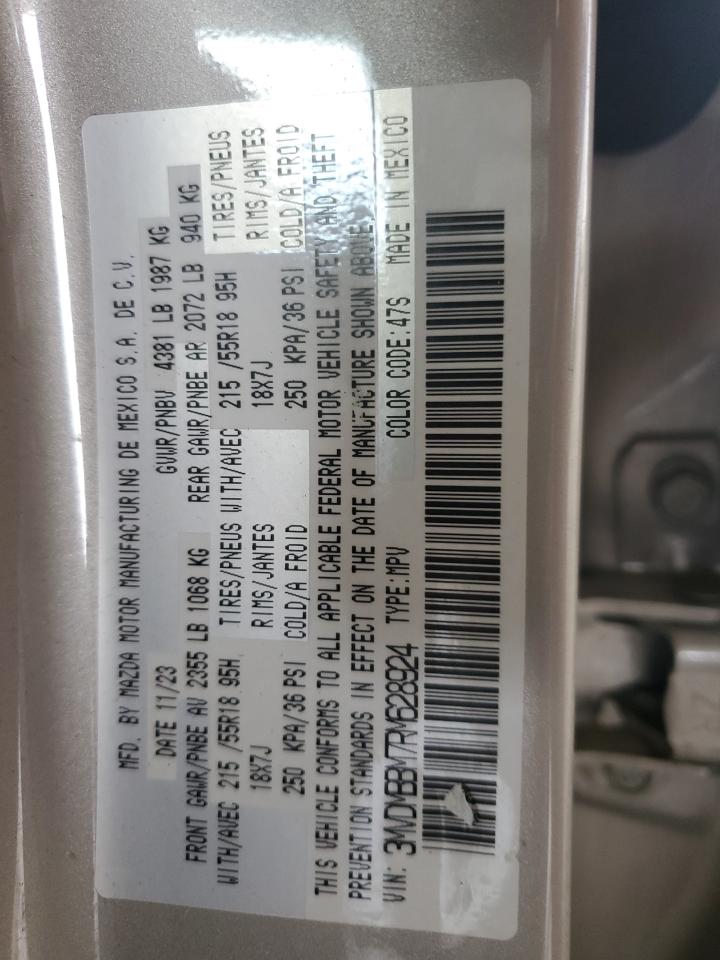 MFD. BY MAZDA MOTOR MANUFACTURING DE MEXICO S.A. DE C.V.
DATE 11/23 GVWR/PNBV 4381 LB 1987 KG
FRONT GAWR/PNBE AV 2355 LB 1068 KG REAR GAWR/PNBE AR 2072 LB 940 KG
WITH/AVEC 215 /55R18 95H TIRES/PNEUS WITH/AVEC 215 /55R18 95H TIRES/PNEUS
18X7J RIMS/JANTES 18X7J RIMS/JANTES
250 KPA/36 PSI COLD/A FROID 250 KPA/36 PSI COLD/A FROID
THIS VEHICLE CONFORMS TO ALL APPLICABLE FEDERAL MOTOR VEHICLE SAFETY AND THEFT
PREVENTION STANDARDS IN EFFECT ON THE DATE OF MANUFACTURE SHOWN ABOVE.
VIN: 3MVDMBBM7RM628924 TYPE:MPV COLOR CODE:47S MADE IN MEXICO